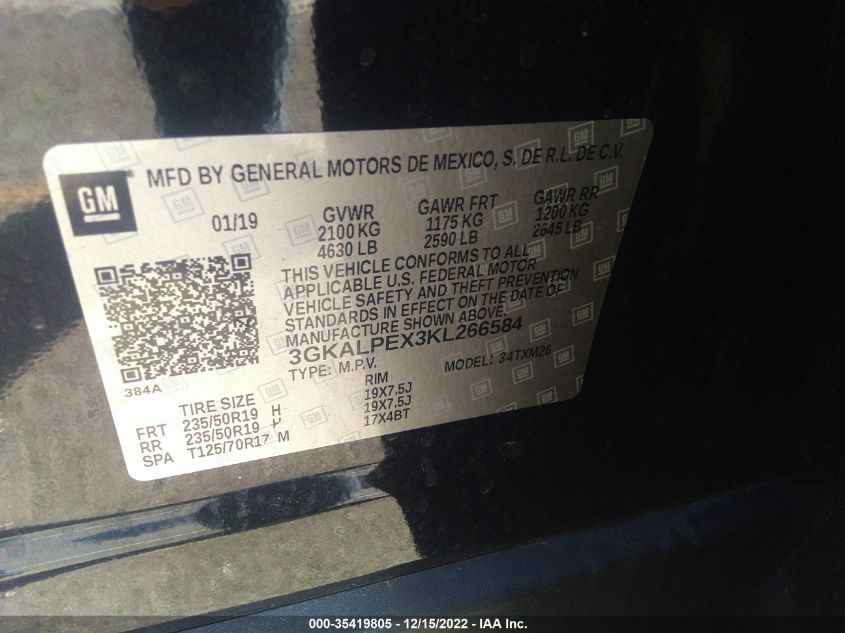 GM
MFD BY GENERAL MOTORS DE MEXICO, S. DE R.L. DE C.V.
01/19 GVWR GAWR FRT GAWR RR
2100 KG 1175 KG 1200 KG
4630 LB 2590 LB 2645 LB
THIS VEHICLE CONFORMS TO ALL
APPLICABLE U.S. FEDERAL MOTOR
VEHICLE SAFETY AND THEFT PREVENTION
STANDARDS IN EFFECT ON THE DATE OF
MANUFACTURE SHOWN ABOVE.
3GKALPEX3KL266584
TYPE: M.P.V. MODEL: 34TXM26
384A
TIRE SIZE RIM
FRT 235/50R19 H 19X7.5J
RR 235/50R19 H 19X7.5J
SPA T125/70R17 M 17X4BT
000-35419805 - 12/15/2022 - IAA Inc.